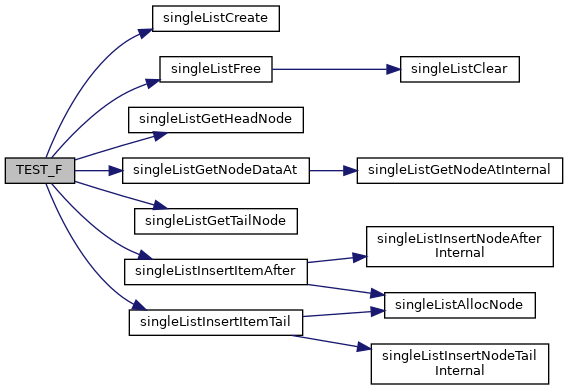 singleListCreate
singleListFree
singleListClear
singleListGetHeadNode
TEST_F
singleListGetNodeDataAt
singleListGetNodeAtInternal
singleListGetTailNode
singleListInsertItemAfter
singleListInsertNodeAfter
Internal
singleListAllocNode
singleListInsertItemTail
singleListInsertNodeTail
Internal